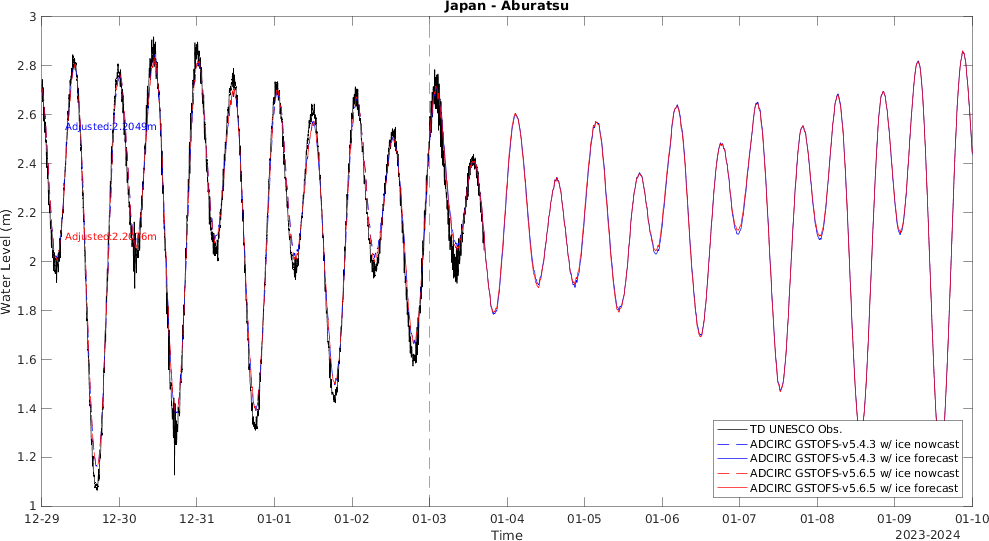 Japan - Aburatsu
Water Level (m)
3
2.8
2.6
2.4
2.2
2
1.8
1.6
1.4
1.2
1
Adjusted:2.2049m
TD UNESCO Obs.
ADCIRC GSTOFS-v5.4.3 w/ ice nowcast
ADCIRC GSTOFS-v5.4.3 w/ ice forecast
ADCIRC GSTOFS-v5.6.5 w/ ice nowcast
ADCIRC GSTOFS-v5.6.5 w/ ice forecast
12-29 12-30 12-31 01-01 01-02 01-03 01-04 01-05 01-06 01-07 01-08 01-09 01-10
Time
2023-2024